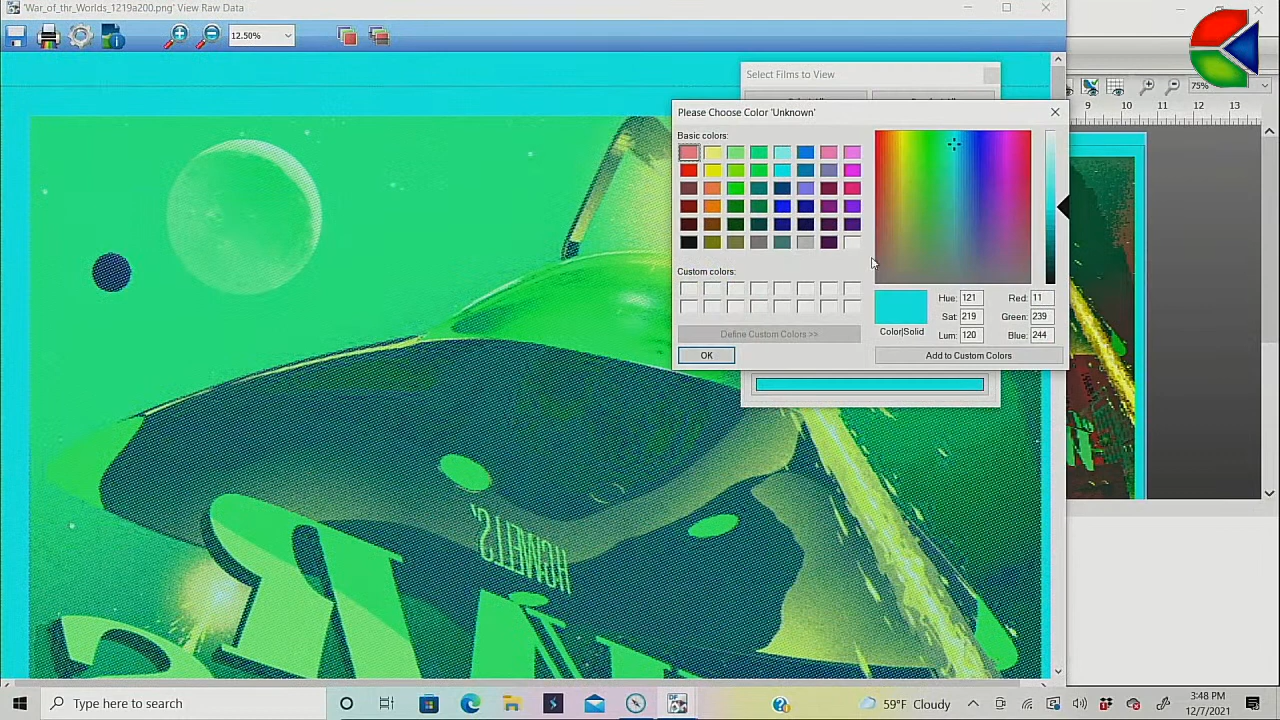 'War_of_thr_Worlds_1219a200.png' View Raw Data
12.50%
Select Films to View
75%
9 10 11 12 13
Please Choose Color 'Unknown'
Basic colors:
Custom colors:
Define Custom Colors >>
OK
Hue: 121
Red: 11
Sat: 219
Green: 239
Color|Solid
Lum: 120
Blue: 244
Add to Custom Colors
HGWELLS'
Type here to search
59°F Cloudy
3:48 PM
12/7/2021